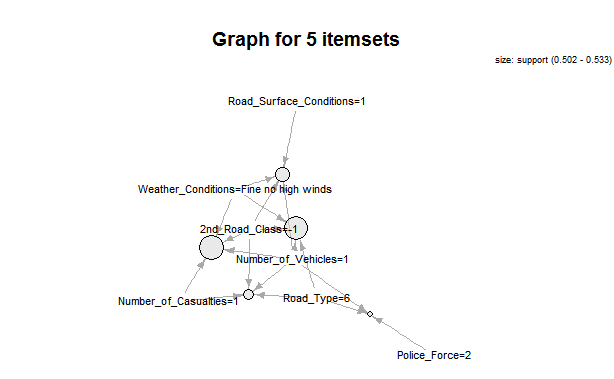 Graph for 5 itemsets
size: support (0.502 - 0.533)
Road_Surface_Conditions=1
Weather_Conditions=Fine no high winds
2nd_Road_Class=-1
Number_of_Vehicles=1
Number_of_Casualties=1
Road_Type=6
Police_Force=2